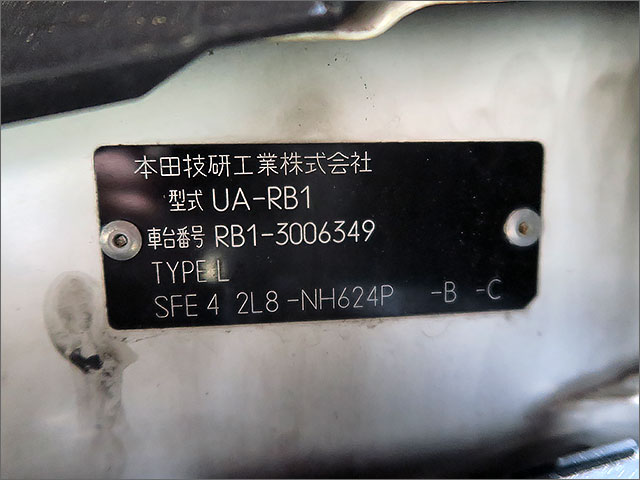 本田技研工業株式会社
型式 UA-RB1
車台番号 RB1-3006349
TYPE L
SFE 4 2L8 -NH624P -B -C